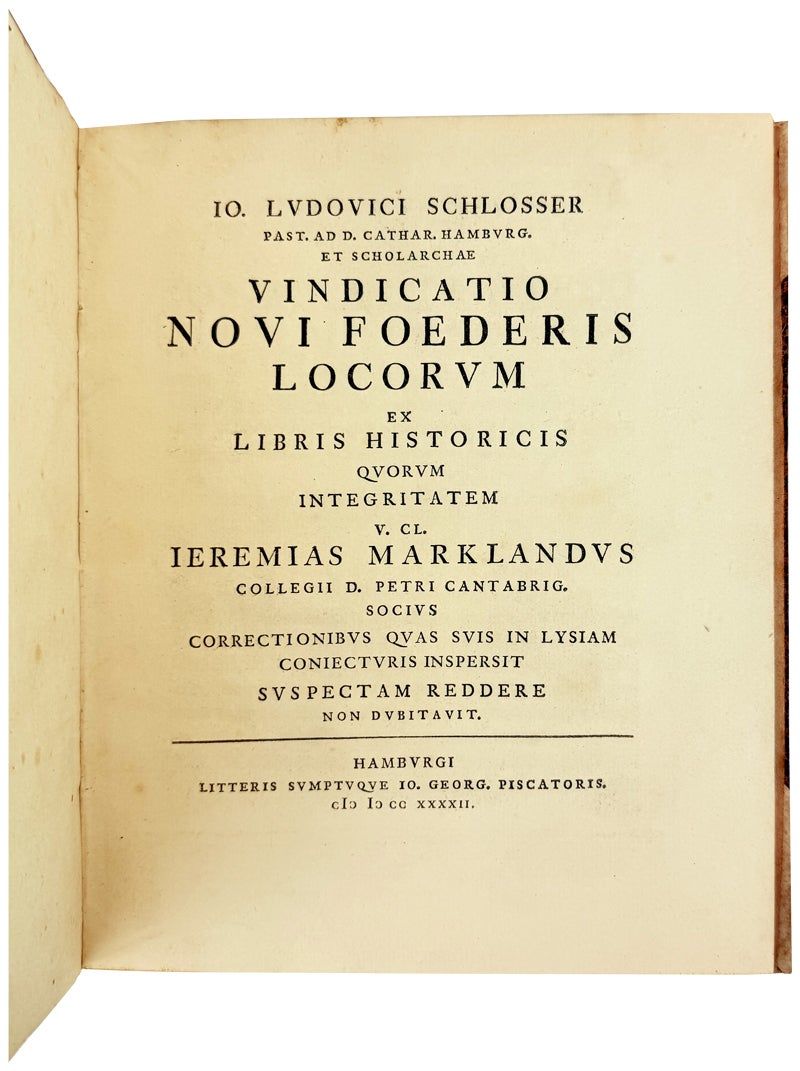 IO. LVDOVICI SCHLOSSER
PAST. AD D. CATHAR. HAMBVRG.
ET SCHOLARCHAE
VINDICATIO
NOVI FOEDERIS
LOCORVM
EX
LIBRIS HISTORICIS
QVORVM
INTEGRITATEM
V. CL.
IEREMIAS MARKLANDVS
COLLEGII D. PETRI CANTABRIG.
SOCIVS
CORRECTIONIBVS QVAS SVIS IN LYSIAM
CONIECTVRIS INSPERSIT
SVSPECTAM REDDERE
NON DVBITAVIT.
HAMBVRGI
LITTERIS SVMPTVQVE IO. GEORG. PISCATORIS.
cIɔ Iɔ CC XXXXII.